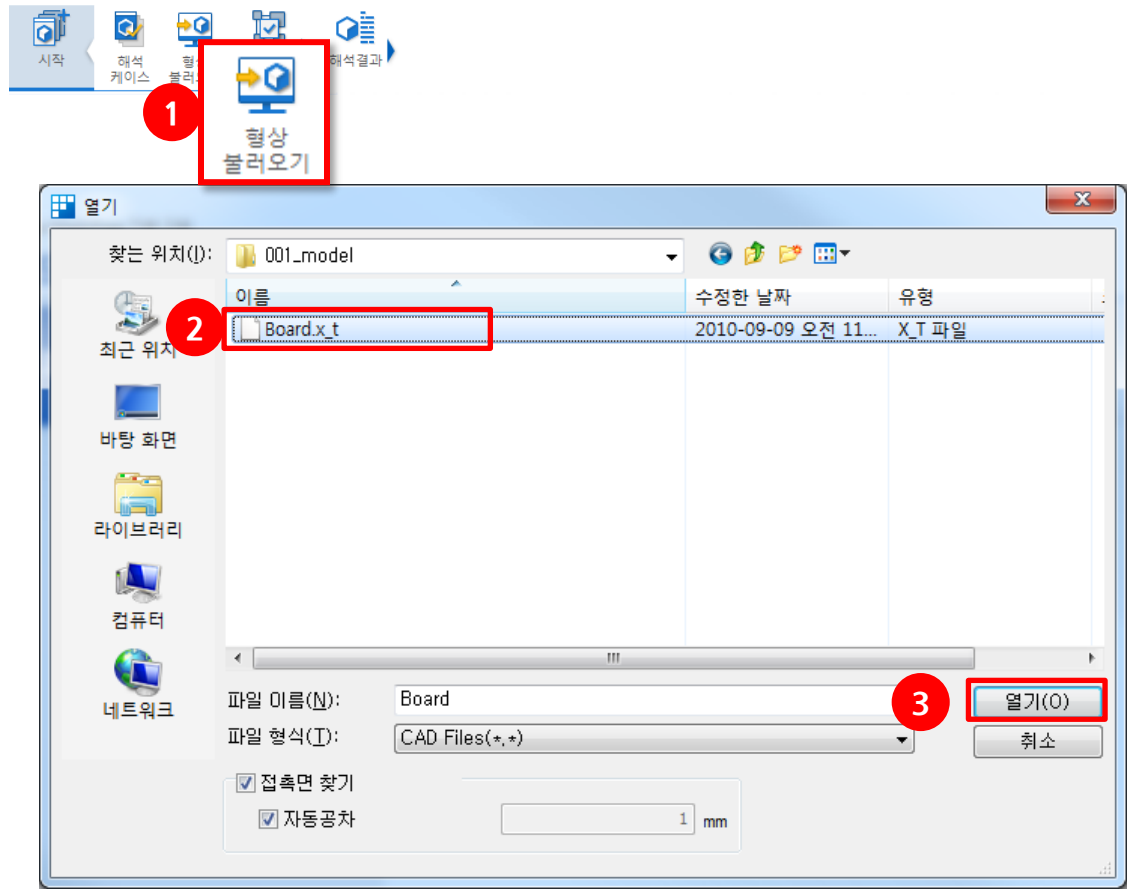 시작
해석
케이스
형상
불러오기
해석결과
1
열기
찾는 위치(I):
001_model
이름
수정한 날짜
유형
2
Board.x_t
2010-09-09 오전 11...
X_T 파일
최근 위치
바탕 화면
라이브러리
컴퓨터
네트워크
파일 이름(N):
Board
3
열기(O)
파일 형식(T):
CAD Files(*.*)
취소
접촉면 찾기
자동공차
1 mm